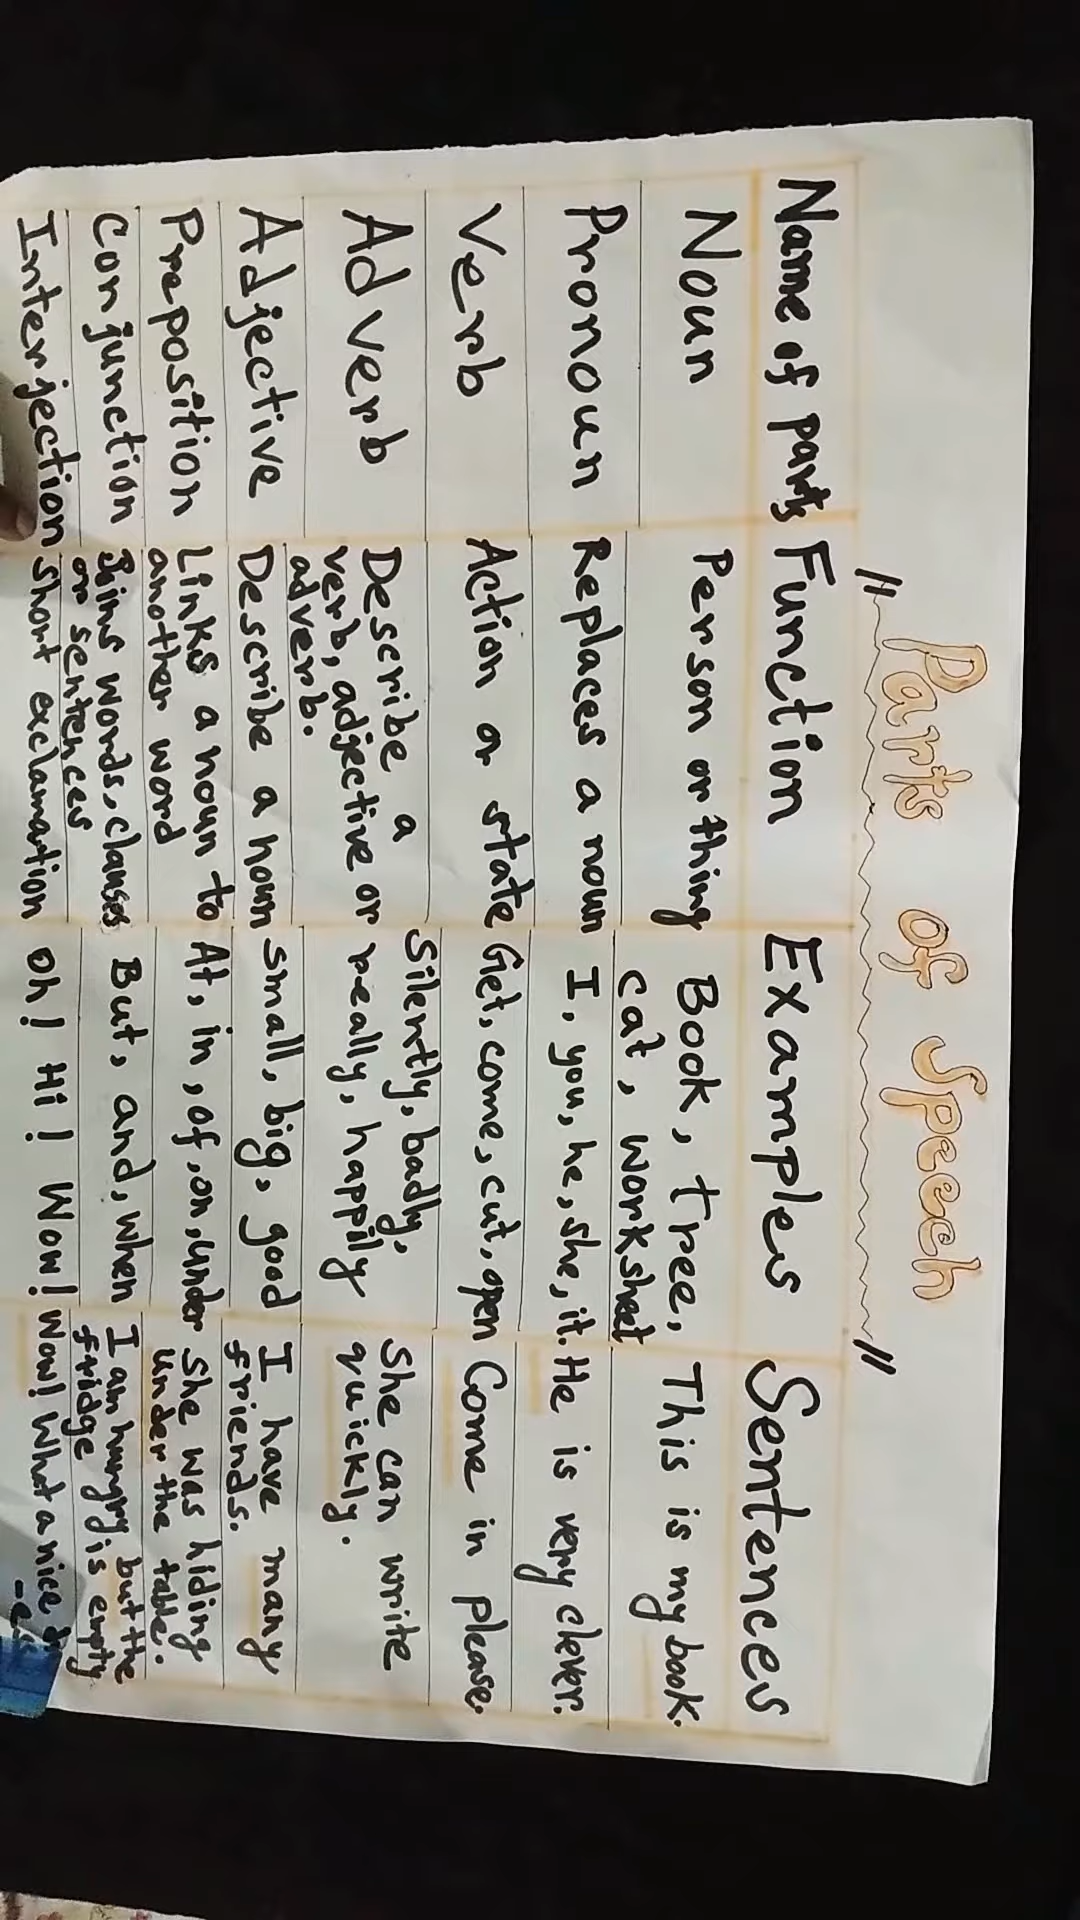 "Parts of Speech"
Name of parts Function Examples Sentences
Noun Person or thing Book, tree, This is my book.
cat, worksheet
Pronoun Replaces a noun I, you, he, she, it. He is very clever.
Verb Action or state Get, come, cut, open Come in please.
Adverb Describe a Silently, badly, She can write
verb, adjective or really, happily quickly.
adverb.
Adjective Describe a noun small, big, good I have many
friends.
Preposition Links a noun to At, in, of, on, under She was hiding
another word under the table.
Conjunction Joins words, clauses But, and, when I am hungry but the
or sentences fridge is empty
Interjection short exclamation oh! Hi! Wow! Wow! What a nice